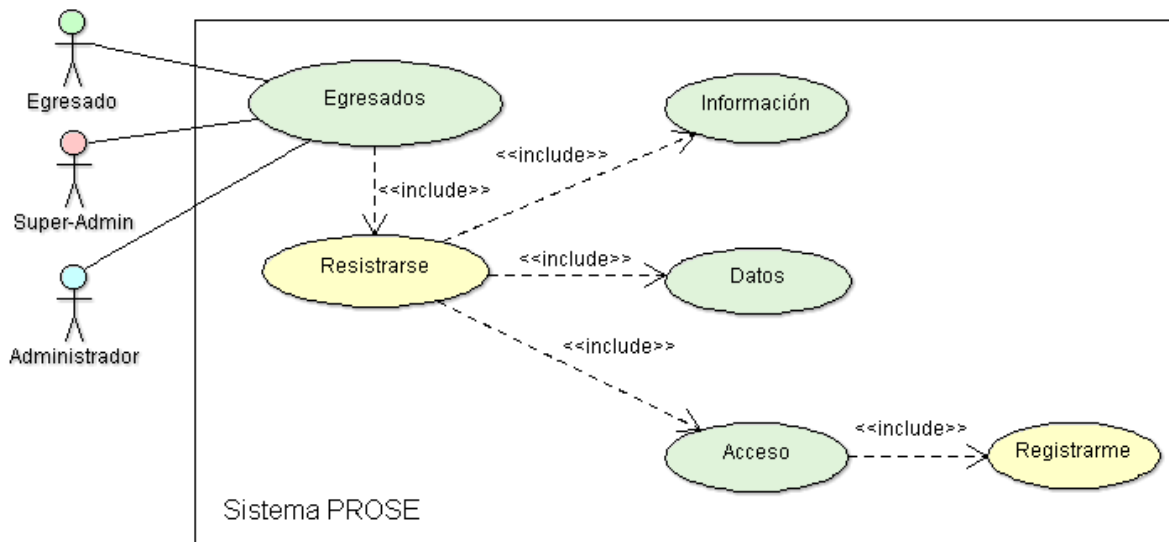 Egresado
Super-Admin
Administrador
Egresados
Información
<<include>>
<<include>>
Resistrarse
<<include>>
Datos
<<include>>
Acceso
<<include>>
Registrarme
Sistema PROSE